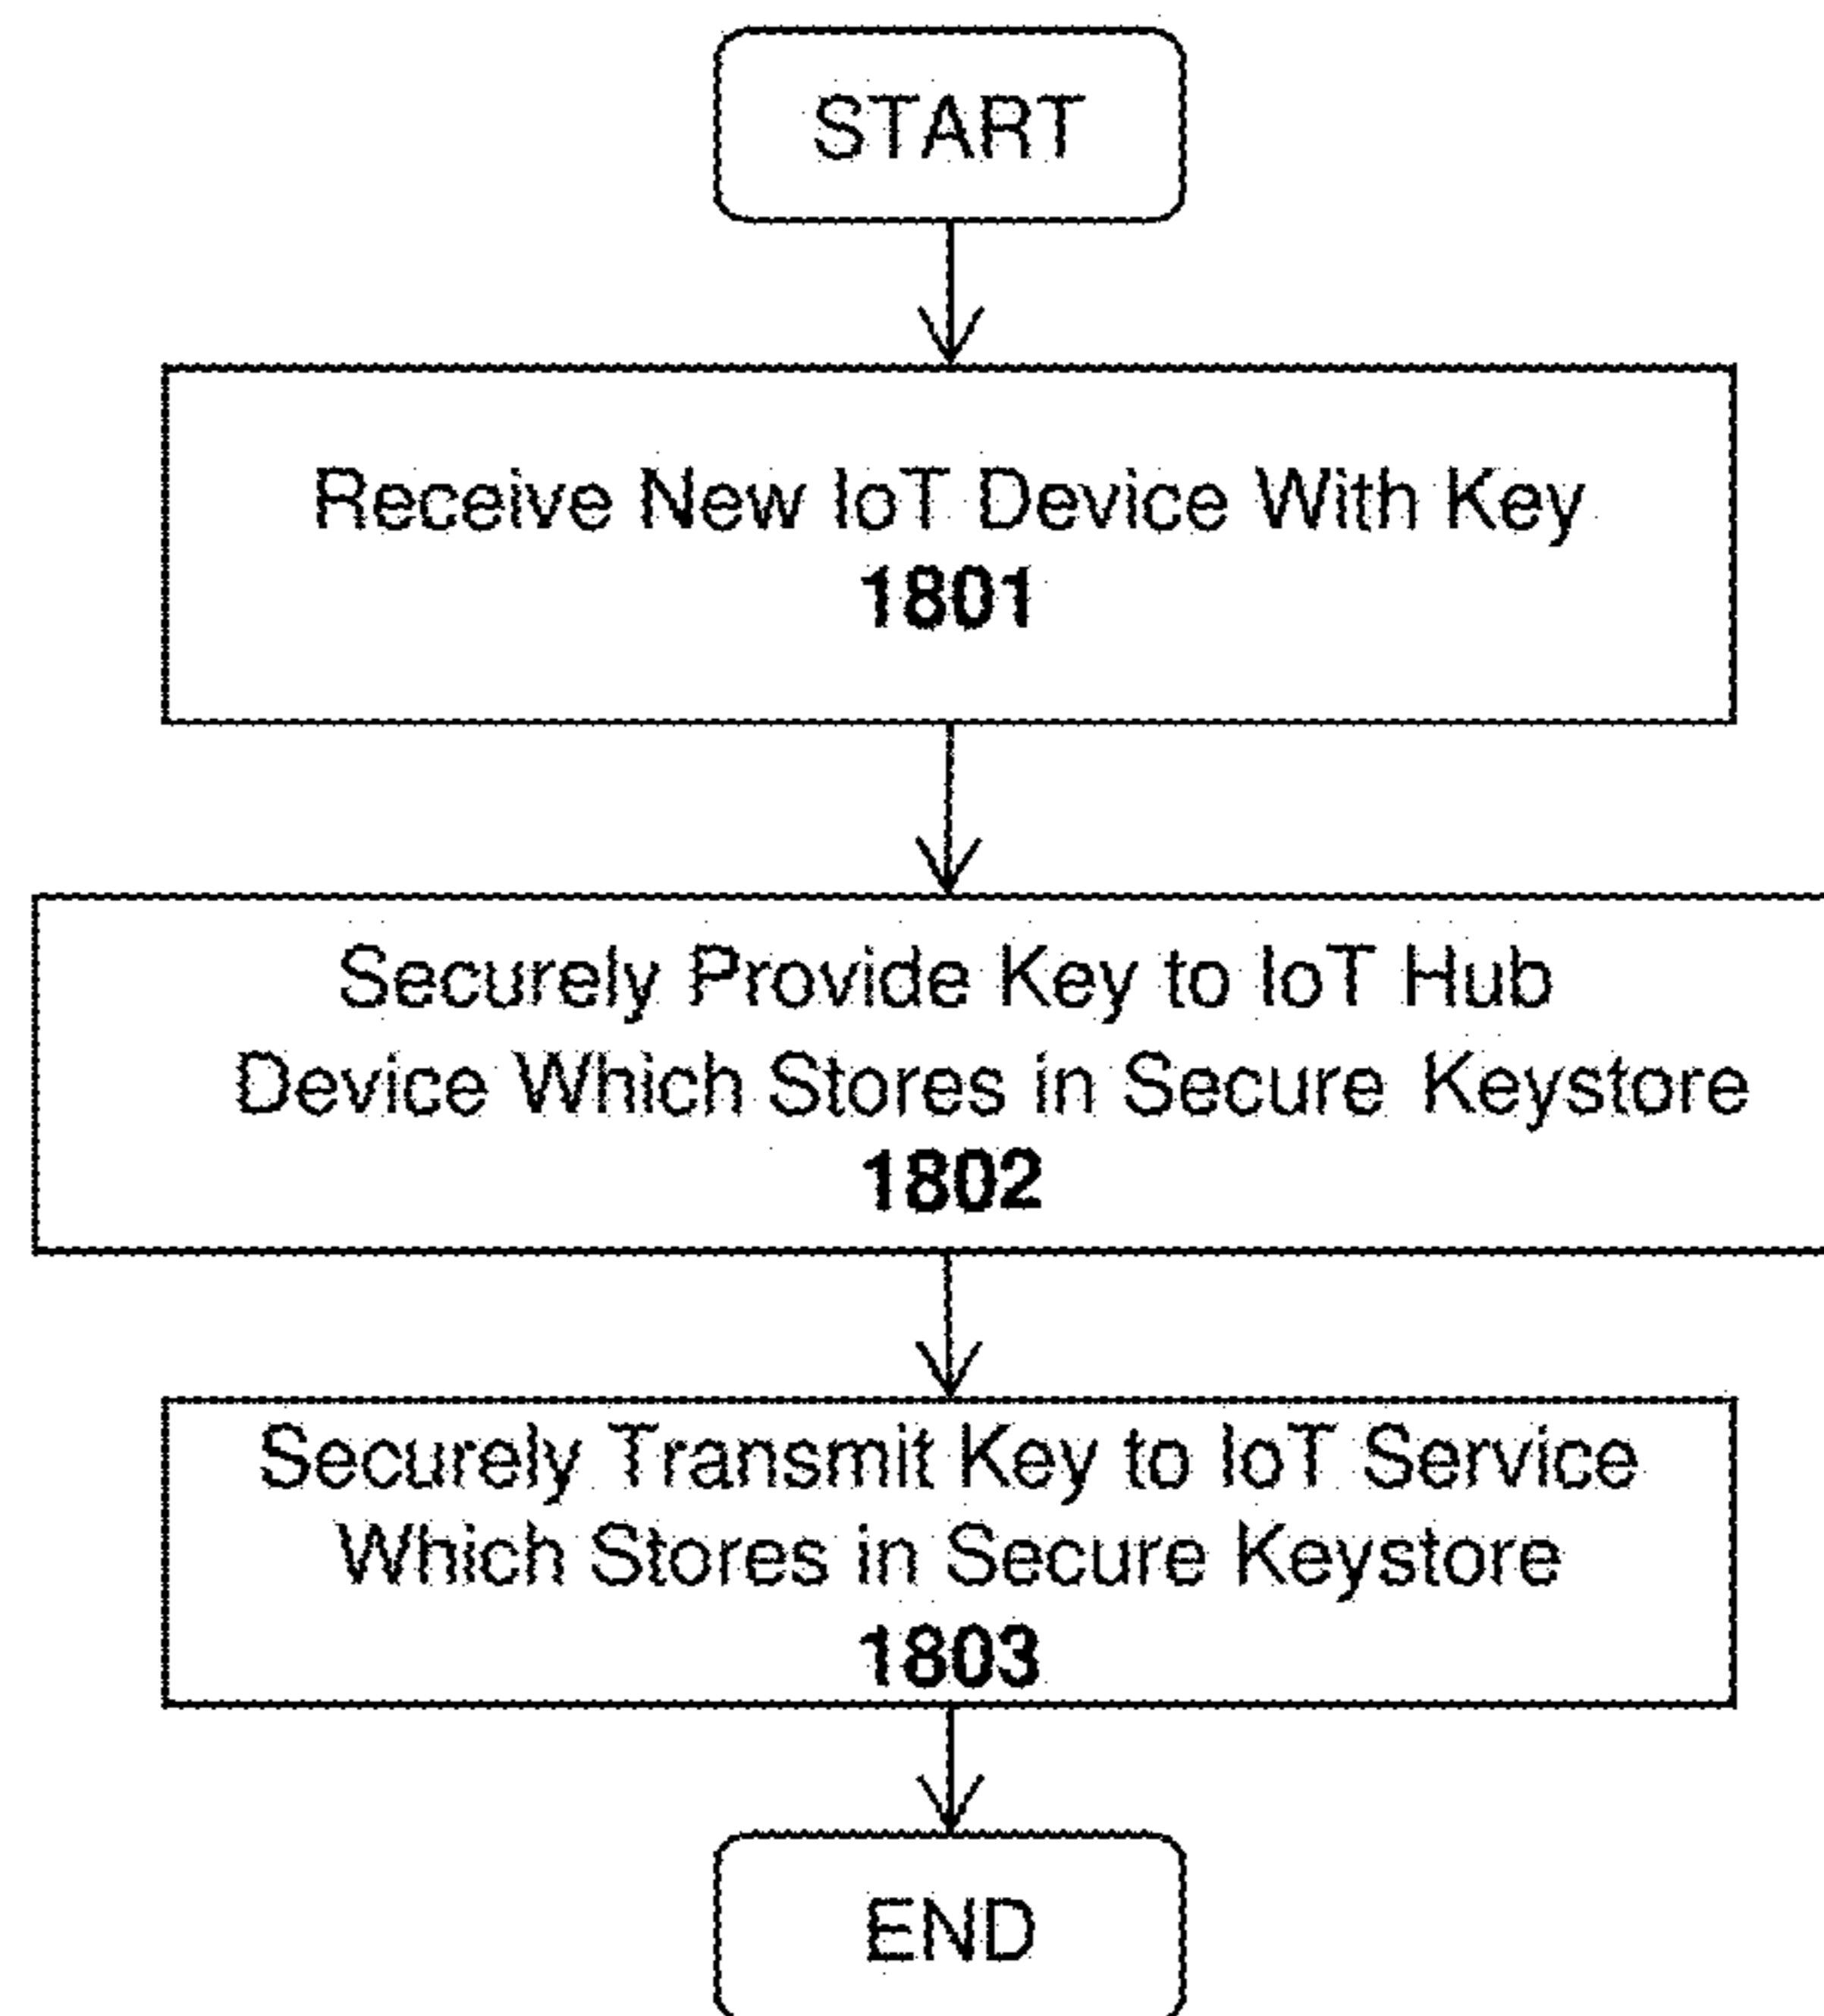 START
Receive New IoT Device With Key
1801
Securely Provide Key to IoT Hub
Device Which Stores in Secure Keystore
1802
Securely Transmit Key to IoT Service
Which Stores in Secure Keystore
1803
END